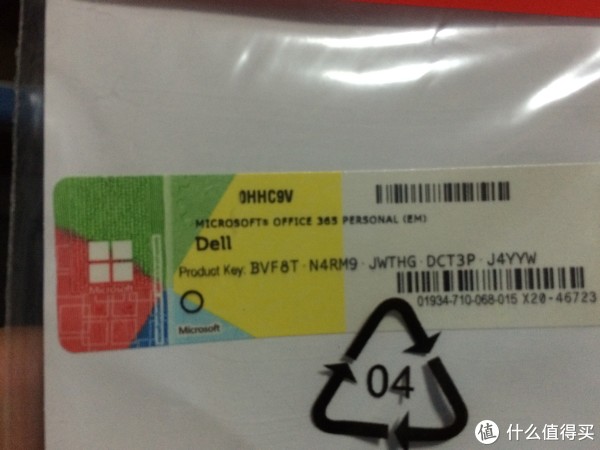 0HHC9V
MICROSOFT® OFFICE 365 PERSONAL (EM)
Dell
Product Key: BVF8T-N4RM9-JWTHG-DCT3P-J4YYW
01934-710-068-015 X20-46723
Microsoft
Microsoft
04
值 什么值得买